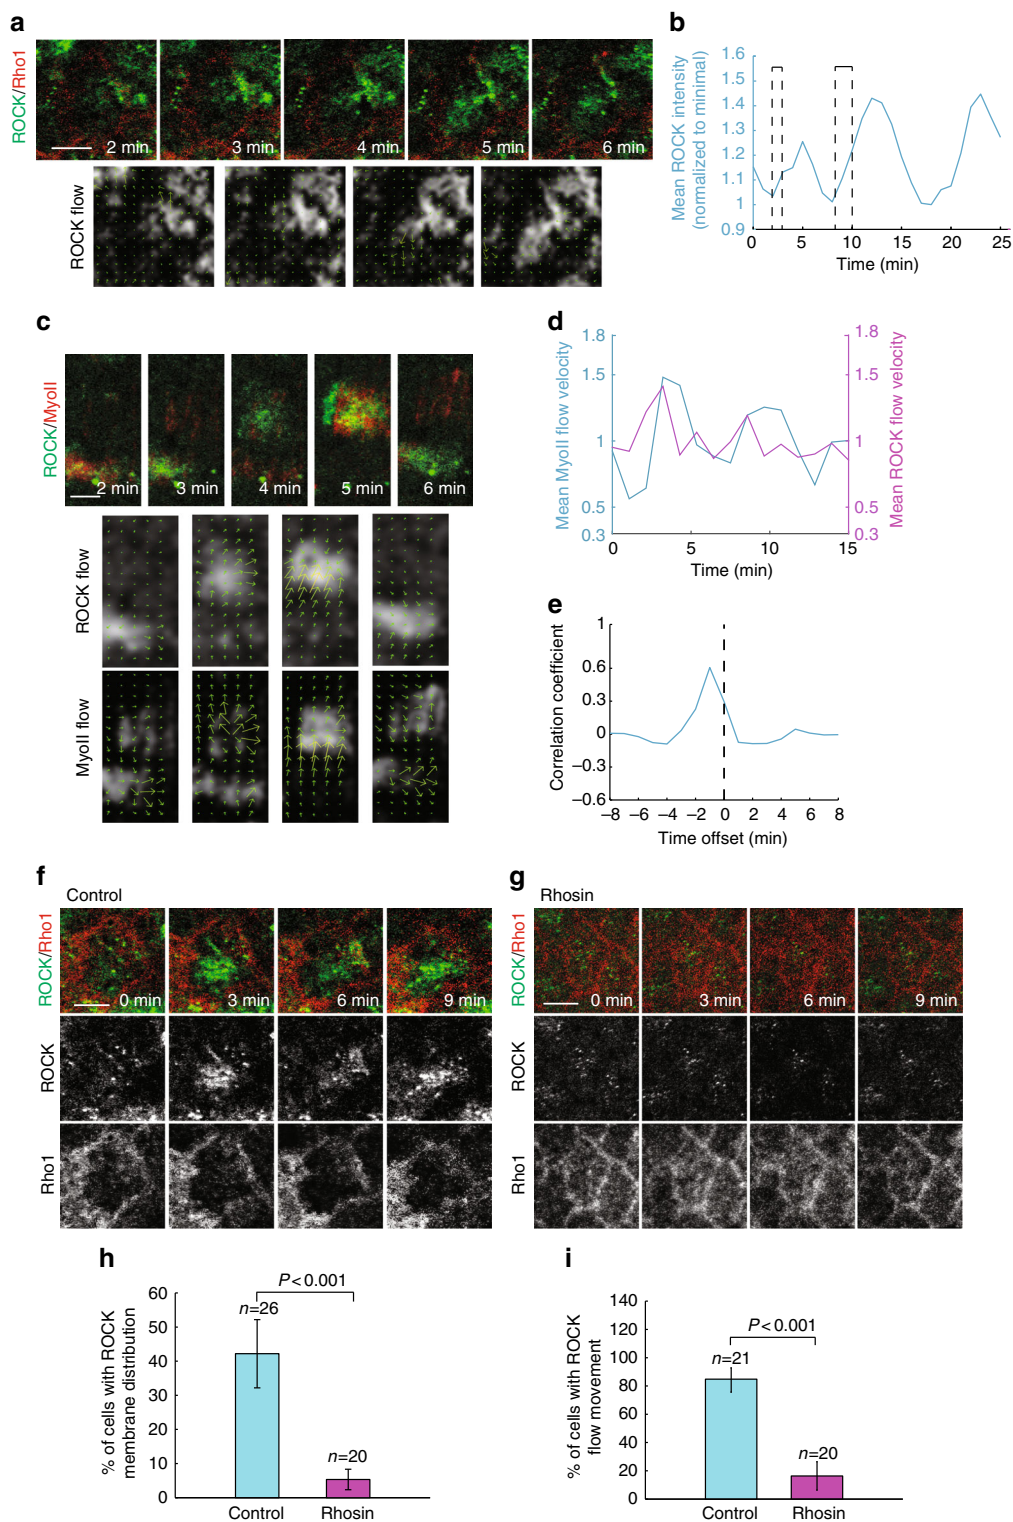 a
ROCK/Rho1
2 min
3 min
4 min
5 min
6 min
ROCK flow
b
Mean ROCK intensity
(normalized to minimal)
1.6
1.5
1.4
1.3
1.2
1.1
1
0.9
0
5
10
15
20
25
Time (min)
c
ROCK/MyoII
2 min
3 min
4 min
5 min
6 min
ROCK flow
MyoII flow
d
Mean MyoII flow velocity
1.8
1.5
1
0.5
0.3
1.8
1.5
1
0.5
0.3
Mean ROCK flow velocity
0
5
10
15
Time (min)
e
Correlation coefficient
1
0.6
0.3
0
−0.3
−0.6
−8
−6
−4
−2
0
2
4
6
8
Time offset (min)
f
Control
ROCK/Rho1
0 min
3 min
6 min
9 min
ROCK
Rho1
g
Rhosin
ROCK/Rho1
0 min
3 min
6 min
9 min
ROCK
Rho1
h
% of cells with ROCK
membrane distribution
60
50
40
30
20
10
0
P<0.001
n=26
n=20
Control
Rhosin
i
% of cells with ROCK
flow movement
140
120
100
80
60
40
20
0
P<0.001
n=21
n=20
Control
Rhosin